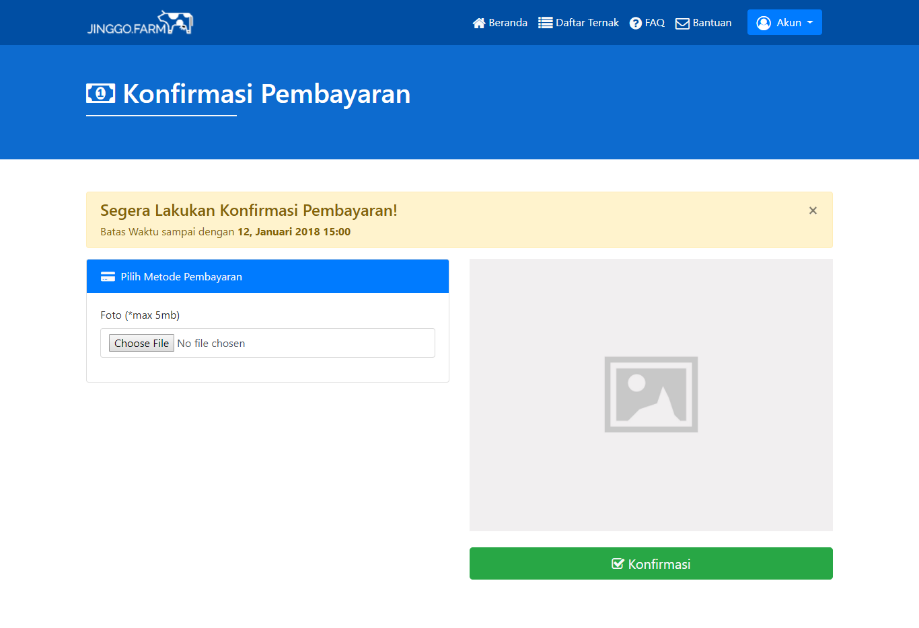 JINGGO.FARM
Beranda Daftar Ternak FAQ Bantuan Akun
Konfirmasi Pembayaran
Segera Lakukan Konfirmasi Pembayaran!
×
Batas Waktu sampai dengan 12, Januari 2018 15:00
Pilih Metode Pembayaran
Foto (*max 5mb)
Choose File No file chosen
Konfirmasi